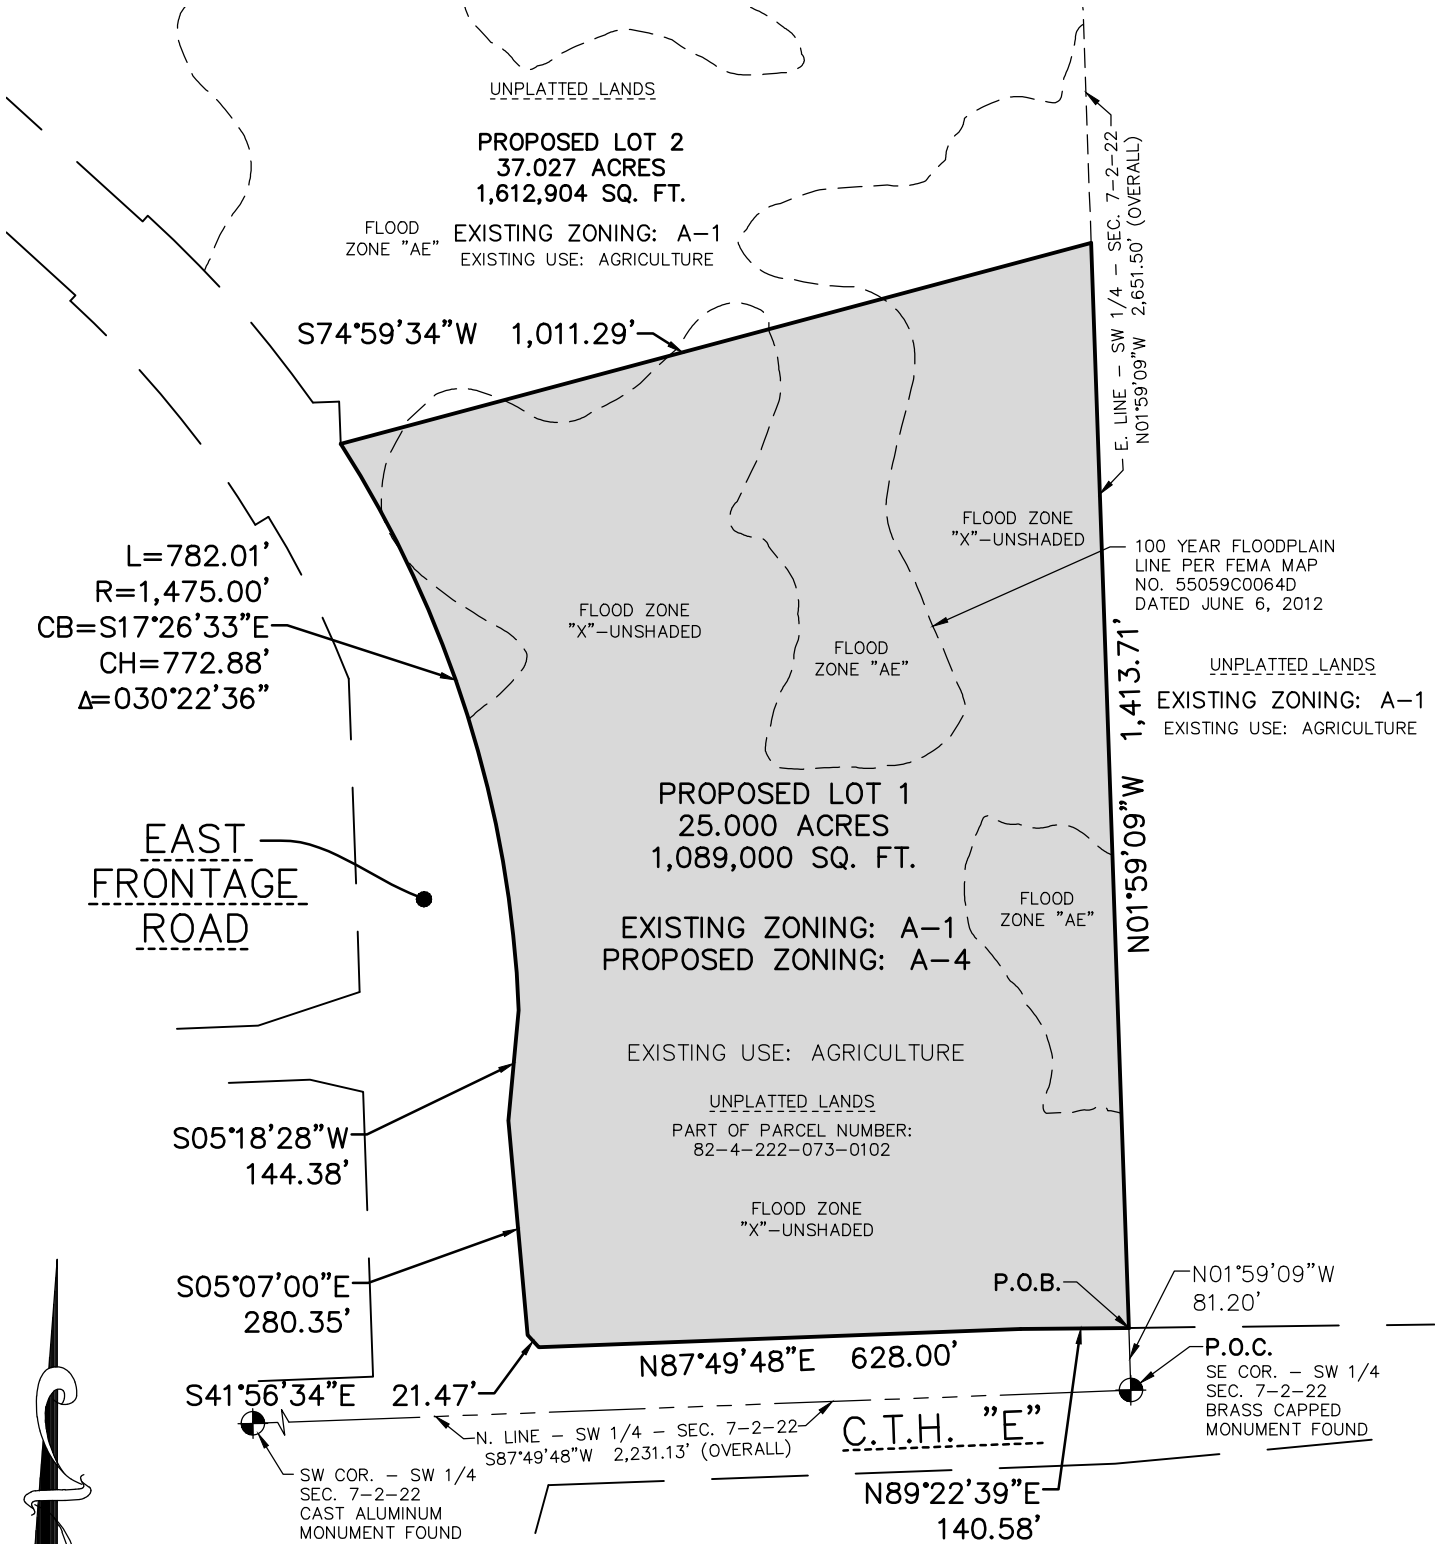 UNPLATTED LANDS
PROPOSED LOT 2
37.027 ACRES
1,612,904 SQ. FT.
FLOOD
ZONE "AE"
EXISTING ZONING: A-1
EXISTING USE: AGRICULTURE
E. LINE - SW 1/4 - SEC. 7-2-22
N01°59'09"W 2,651.50' (OVERALL)
S74°59'34"W 1,011.29'
L=782.01'
R=1,475.00'
CB=S17°26'33"E
CH=772.88'
Δ=030°22'36"
FLOOD ZONE
"X"-UNSHADED
100 YEAR FLOODPLAIN
LINE PER FEMA MAP
NO. 55059C0064D
DATED JUNE 6, 2012
FLOOD ZONE
"X"-UNSHADED
FLOOD
ZONE "AE"
N01°59'09"W 1,413.71'
UNPLATTED LANDS
EXISTING ZONING: A-1
EXISTING USE: AGRICULTURE
EAST
FRONTAGE
ROAD
PROPOSED LOT 1
25.000 ACRES
1,089,000 SQ. FT.
EXISTING ZONING: A-1
PROPOSED ZONING: A-4
FLOOD
ZONE "AE"
EXISTING USE: AGRICULTURE
UNPLATTED LANDS
PART OF PARCEL NUMBER:
82-4-222-073-0102
S05°18'28"W
144.38'
FLOOD ZONE
"X"-UNSHADED
S05°07'00"E
280.35'
P.O.B.
N01°59'09"W
81.20'
P.O.C.
SE COR. - SW 1/4
SEC. 7-2-22
BRASS CAPPED
MONUMENT FOUND
N87°49'48"E 628.00'
S41°56'34"E 21.47'
N. LINE - SW 1/4 - SEC. 7-2-22
S87°49'48"W 2,231.13' (OVERALL)
C.T.H. "E"
SW COR. - SW 1/4
SEC. 7-2-22
CAST ALUMINUM
MONUMENT FOUND
N89°22'39"E
140.58'